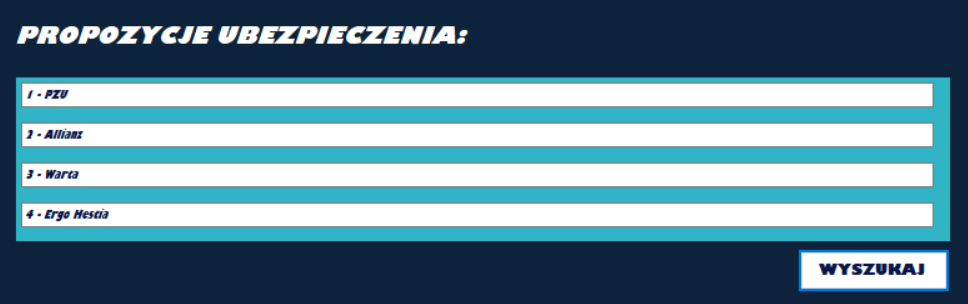 PROPOZYCJE UBEZPIECZENIA:
1 - PZU
2 - Allianz
3 - Warta
4 - Ergo Hestia
WYSZUKAJ